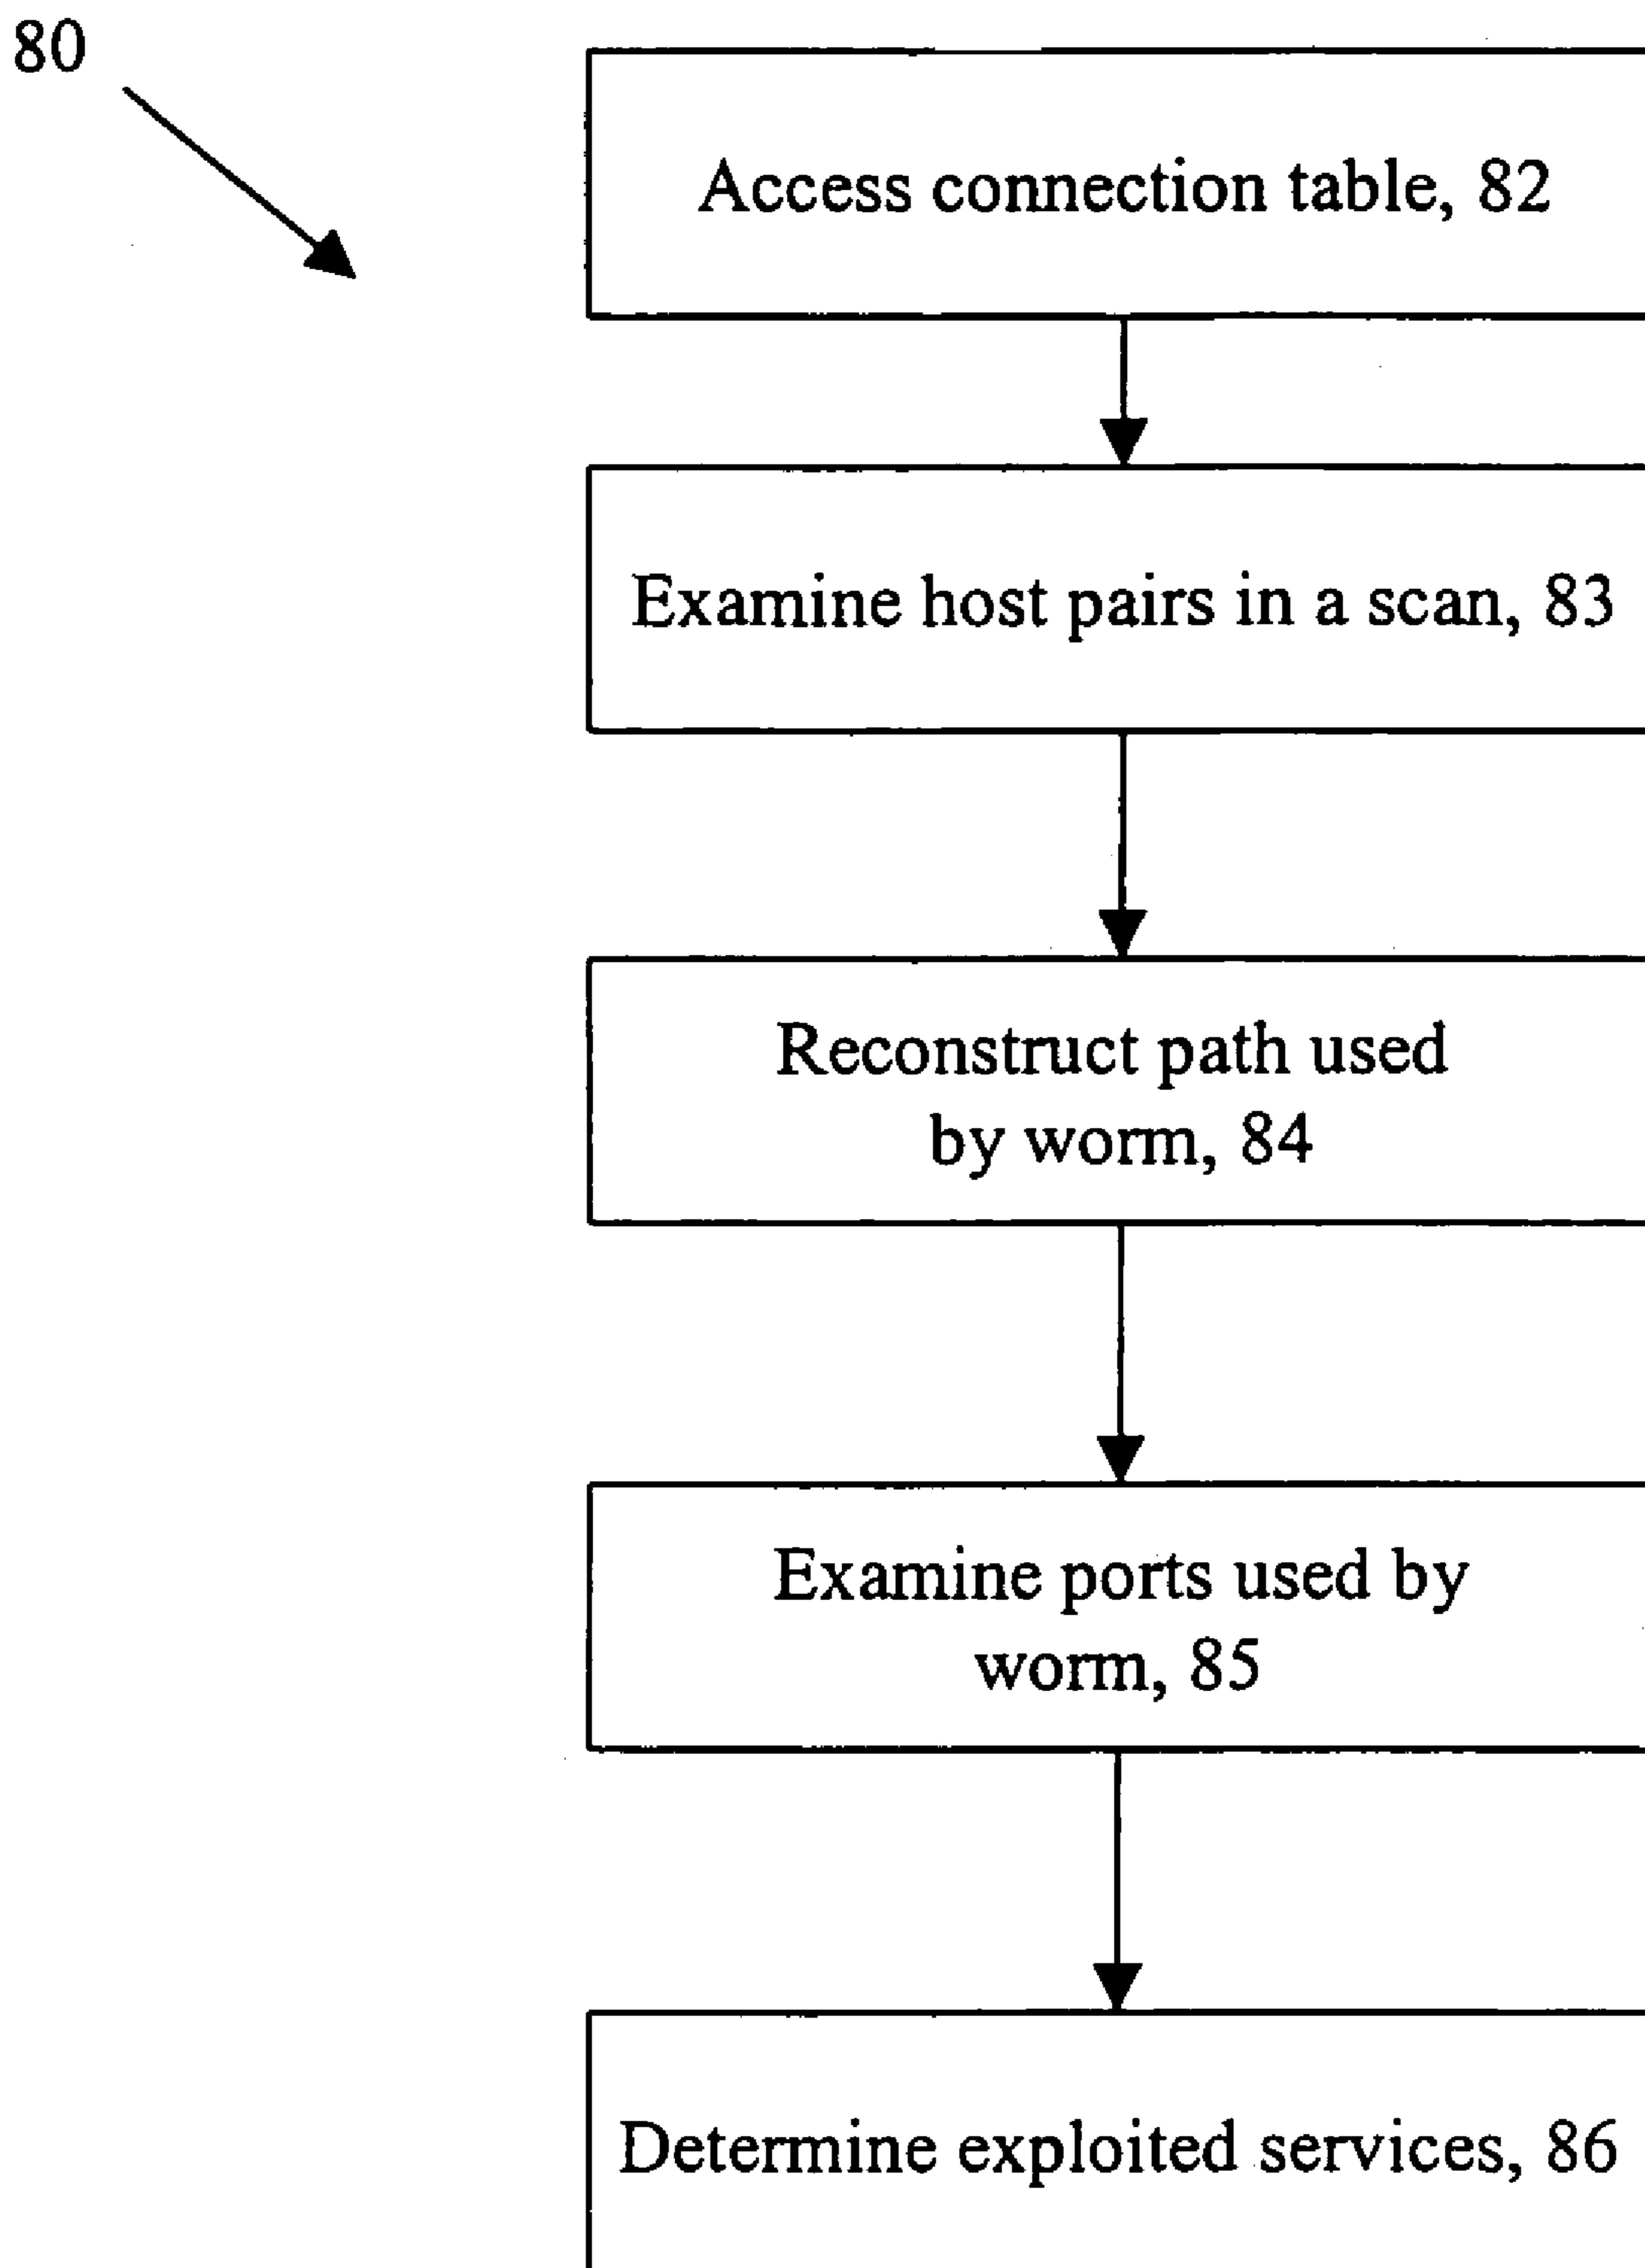 80
Access connection table, 82
Examine host pairs in a scan, 83
Reconstruct path used
by worm, 84
Examine ports used by
worm, 85
Determine exploited services, 86